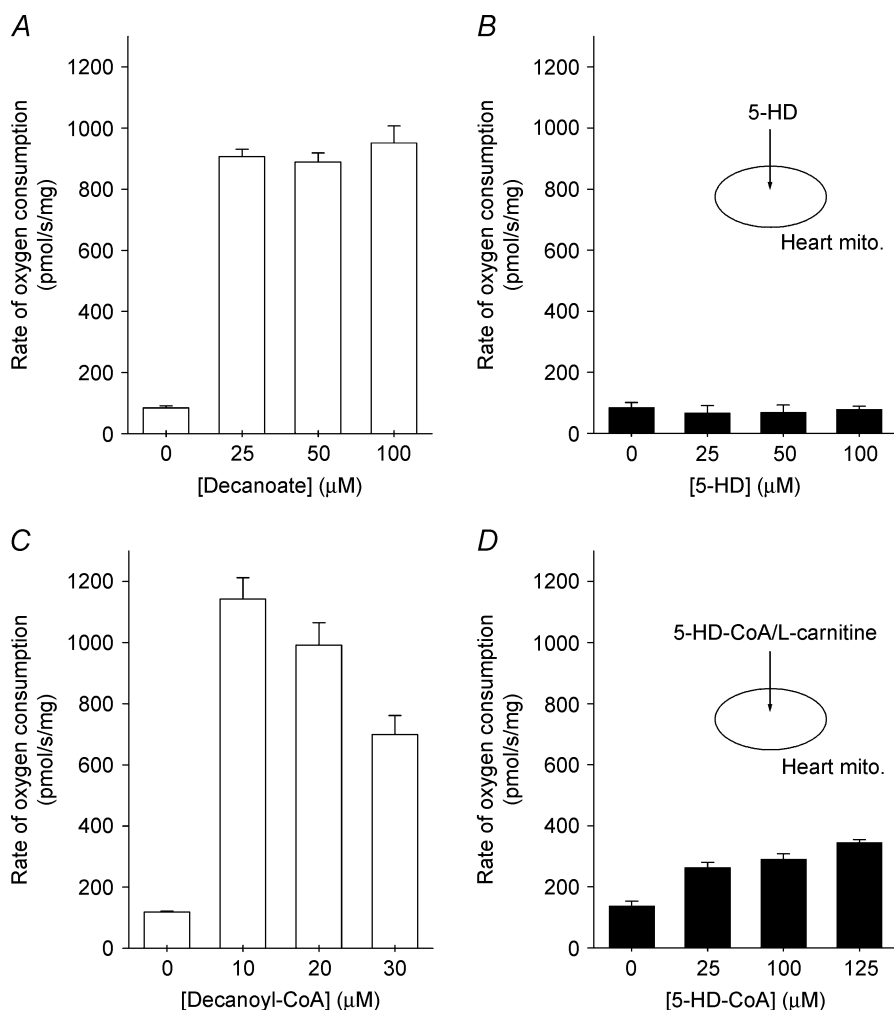 A
Rate of oxygen consumption
(pmol/s/mg)
1200
1000
800
600
400
200
0
0 25 50 100
[Decanoate] (μM)
B
Rate of oxygen consumption
(pmol/s/mg)
1200
1000
800
600
400
200
0
5-HD
Heart mito.
0 25 50 100
[5-HD] (μM)
C
Rate of oxygen consumption
(pmol/s/mg)
1200
1000
800
600
400
200
0
0 10 20 30
[Decanoyl-CoA] (μM)
D
Rate of oxygen consumption
(pmol/s/mg)
1200
1000
800
600
400
200
0
5-HD-CoA/L-carnitine
Heart mito.
0 25 100 125
[5-HD-CoA] (μM)